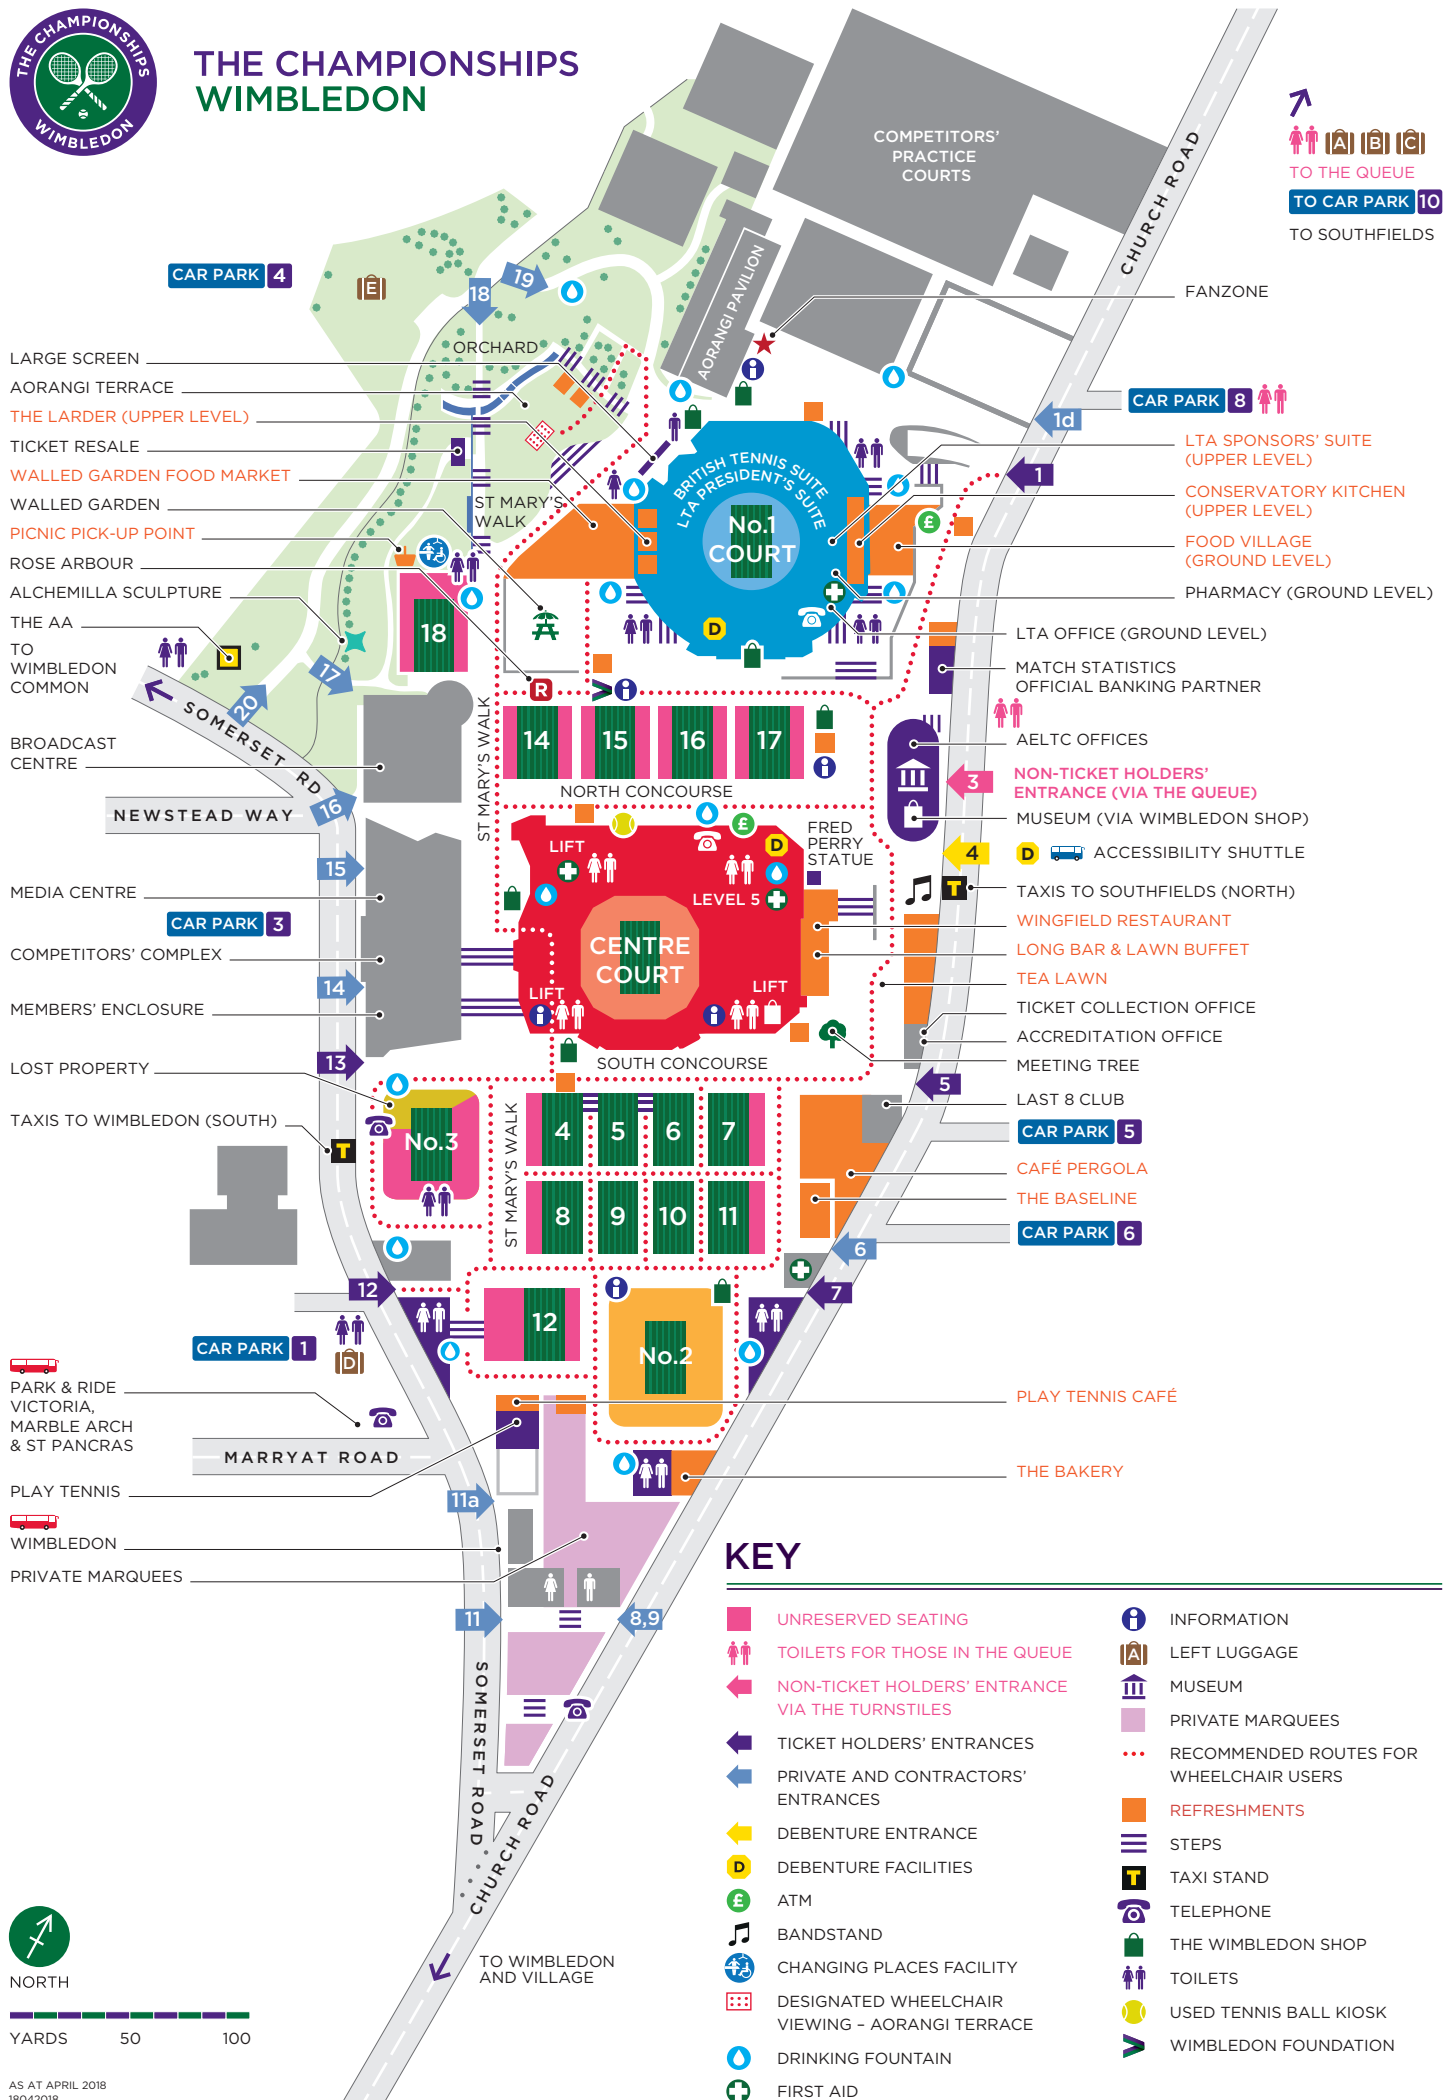 THE CHAMPIONSHIPS
WIMBLEDON
THE CHAMPIONSHIPS
WIMBLEDON
COMPETITORS'
PRACTICE
COURTS
CHURCH ROAD
A
B
C
TO THE QUEUE
TO CAR PARK 10
TO SOUTHFIELDS
CAR PARK 4
E
18
19
AORANGI PAVILION
FANZONE
ORCHARD
LARGE SCREEN
AORANGI TERRACE
THE LARDER (UPPER LEVEL)
TICKET RESALE
WALLED GARDEN FOOD MARKET
WALLED GARDEN
PICNIC PICK-UP POINT
ROSE ARBOUR
ALCHEMILLA SCULPTURE
THE AA
TO
WIMBLEDON
COMMON
CAR PARK 8
1d
1
LTA SPONSORS' SUITE
(UPPER LEVEL)
CONSERVATORY KITCHEN
(UPPER LEVEL)
FOOD VILLAGE
(GROUND LEVEL)
PHARMACY (GROUND LEVEL)
LTA OFFICE (GROUND LEVEL)
MATCH STATISTICS
OFFICIAL BANKING PARTNER
BRITISH TENNIS SUITE
LTA PRESIDENT'S SUITE
No.1
COURT
£
D
ST MARY'S
WALK
18
17
20
SOMERSET RD
R
14
15
16
17
NORTH CONCOURSE
ST MARY'S WALK
AELTC OFFICES
3
NON-TICKET HOLDERS'
ENTRANCE (VIA THE QUEUE)
MUSEUM (VIA WIMBLEDON SHOP)
4
D
ACCESSIBILITY SHUTTLE
T
TAXIS TO SOUTHFIELDS (NORTH)
WINGFIELD RESTAURANT
LONG BAR & LAWN BUFFET
TEA LAWN
TICKET COLLECTION OFFICE
ACCREDITATION OFFICE
MEETING TREE
BROADCAST
CENTRE
NEWSTEAD WAY
16
15
MEDIA CENTRE
CAR PARK 3
COMPETITORS' COMPLEX
14
MEMBERS' ENCLOSURE
13
LOST PROPERTY
TAXIS TO WIMBLEDON (SOUTH)
T
£
LIFT
D
LEVEL 5
FRED
PERRY
STATUE
CENTRE
COURT
LIFT
LIFT
SOUTH CONCOURSE
5
LAST 8 CLUB
CAR PARK 5
CAFÉ PERGOLA
THE BASELINE
CAR PARK 6
No.3
ST MARY'S WALK
4
5
6
7
8
9
10
11
6
7
12
12
No.2
CAR PARK 1
D
PARK & RIDE
VICTORIA,
MARBLE ARCH
& ST PANCRAS
MARRYAT ROAD
PLAY TENNIS
11a
WIMBLEDON
PRIVATE MARQUEES
PLAY TENNIS CAFÉ
THE BAKERY
11
8,9
SOMERSET ROAD
CHURCH ROAD
TO WIMBLEDON
AND VILLAGE
KEY
UNRESERVED SEATING
TOILETS FOR THOSE IN THE QUEUE
NON-TICKET HOLDERS' ENTRANCE
VIA THE TURNSTILES
TICKET HOLDERS' ENTRANCES
PRIVATE AND CONTRACTORS'
ENTRANCES
DEBENTURE ENTRANCE
D DEBENTURE FACILITIES
£ ATM
BANDSTAND
CHANGING PLACES FACILITY
DESIGNATED WHEELCHAIR
VIEWING – AORANGI TERRACE
DRINKING FOUNTAIN
FIRST AID
INFORMATION
A LEFT LUGGAGE
MUSEUM
PRIVATE MARQUEES
RECOMMENDED ROUTES FOR
WHEELCHAIR USERS
REFRESHMENTS
STEPS
T TAXI STAND
TELEPHONE
THE WIMBLEDON SHOP
TOILETS
USED TENNIS BALL KIOSK
WIMBLEDON FOUNDATION
NORTH
YARDS 50 100
AS AT APRIL 2018
18042018